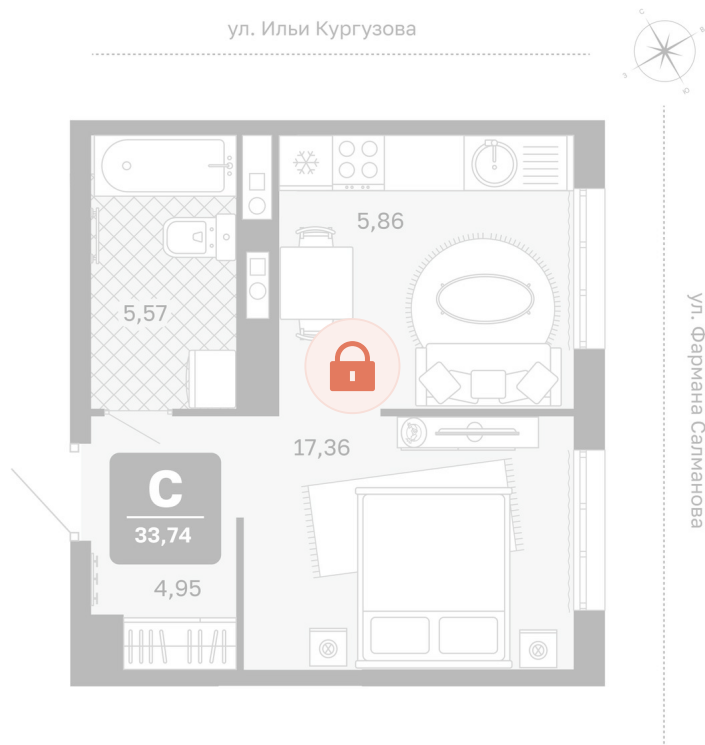 ул. Ильи Кургузова
С
В
З
Ю
5,86
5,57
ул. Фармана Салманова
17,36
С
33,74
4,95